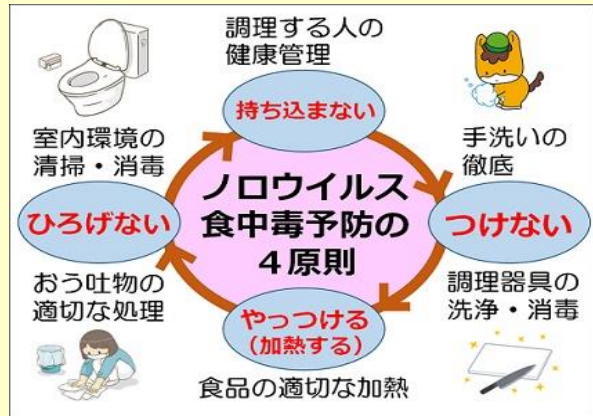 調理する人の
健康管理
持ち込まない
手洗いの
徹底
つけない
調理器具の
洗浄・消毒
やっつける
(加熱する)
食品の適切な加熱
室内環境の
清掃・消毒
ひろげない
おう吐物の
適切な処理
ノロウイルス
食中毒予防の
4原則